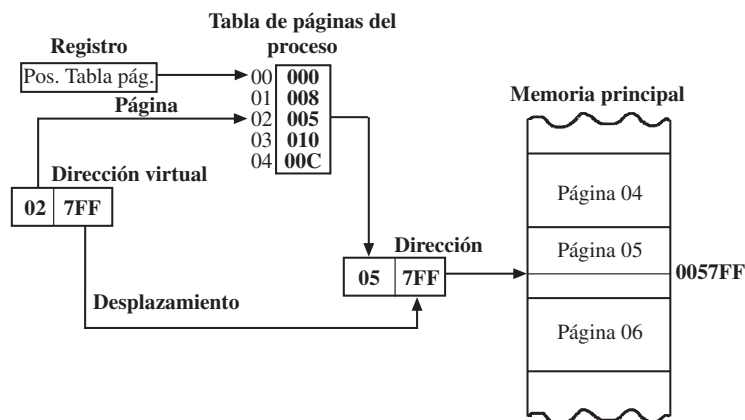 Tabla de páginas del
proceso
Registro
Pos. Tabla pág.
00 000
01 008
02 005
03 010
04 00C
Página
Memoria principal
Dirección virtual
02 7FF
Página 04
Dirección
05 7FF
Página 05
0057FF
Desplazamiento
Página 06